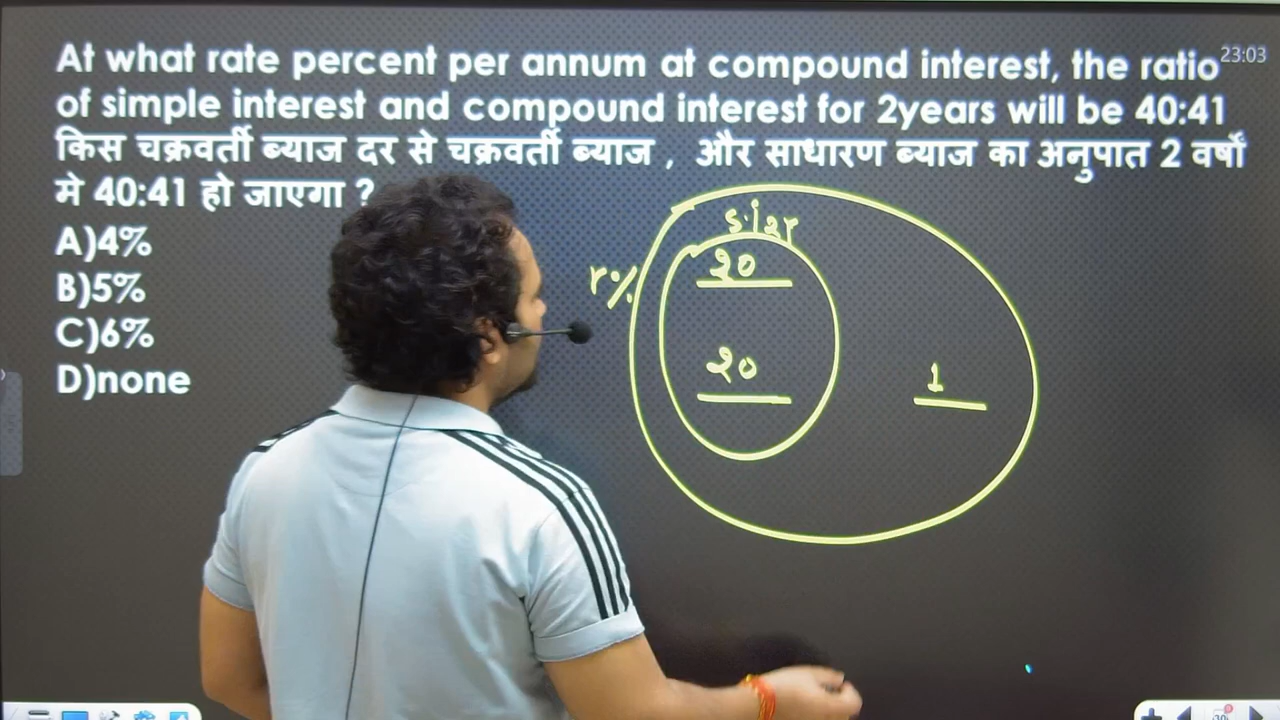 At what rate percent per annum at compound interest, the ratio
of simple interest and compound interest for 2years will be 40:41
किस चक्रवर्ती ब्याज दर से चक्रवर्ती ब्याज , और साधारण ब्याज का अनुपात 2 वर्षों
मे 40:41 हो जाएगा ?
A)4%
B)5%
C)6%
D)none
23:03
r%
20
20
1